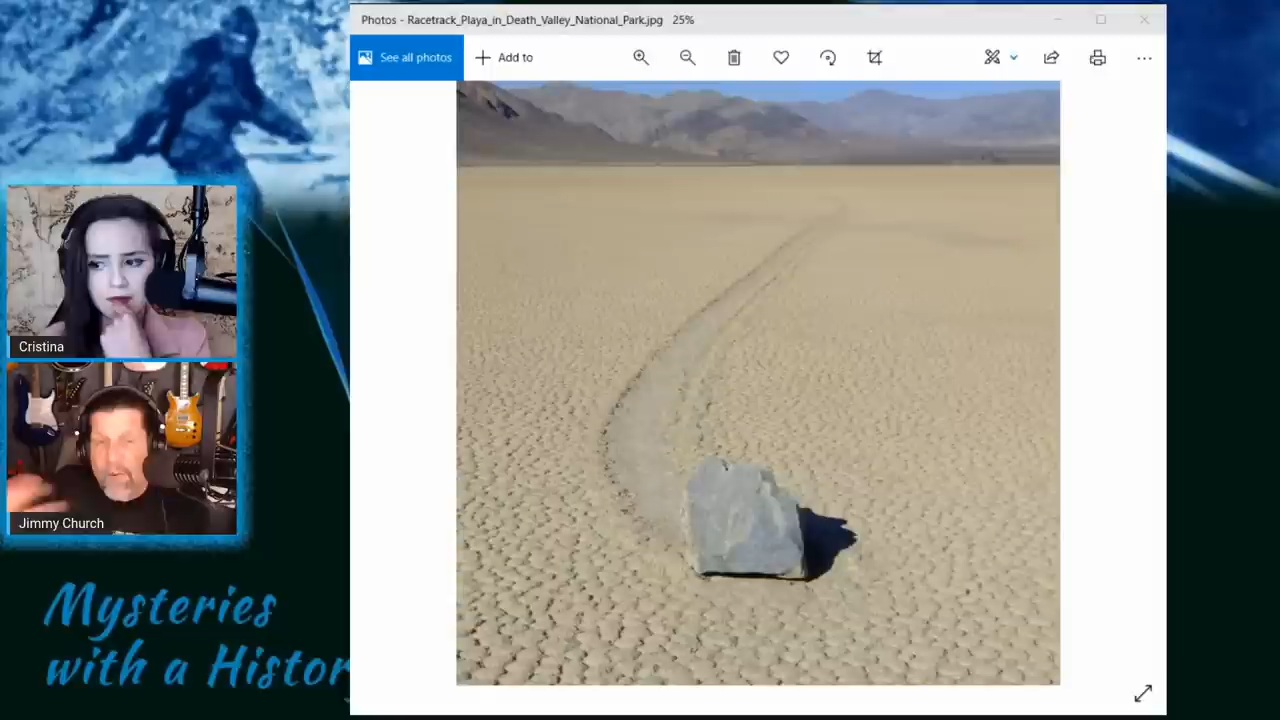 Photos - Racetrack_Playa_in_Death_Valley_National_Park.jpg 25%
See all photos
Add to
Cristina
Jimmy Church
Mysteries
with a Histor